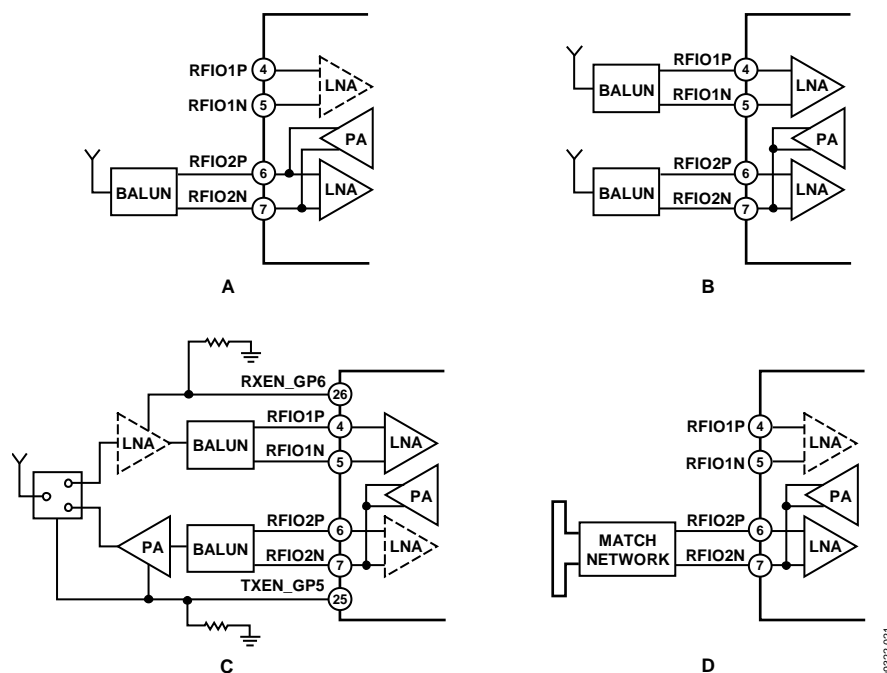 RFIO1P 4
LNA
RFIO1N 5
PA
RFIO2P 6
BALUN
LNA
RFIO2N 7
A
RFIO1P 4
BALUN
LNA
RFIO1N 5
PA
RFIO2P 6
BALUN
LNA
RFIO2N 7
B
RXEN_GP6 26
RFIO1P 4
LNA
BALUN
LNA
RFIO1N 5
PA
RFIO2P 6
PA
BALUN
LNA
RFIO2N 7
TXEN_GP5 25
C
RFIO1P 4
LNA
RFIO1N 5
PA
RFIO2P 6
MATCH
NETWORK
LNA
RFIO2N 7
D